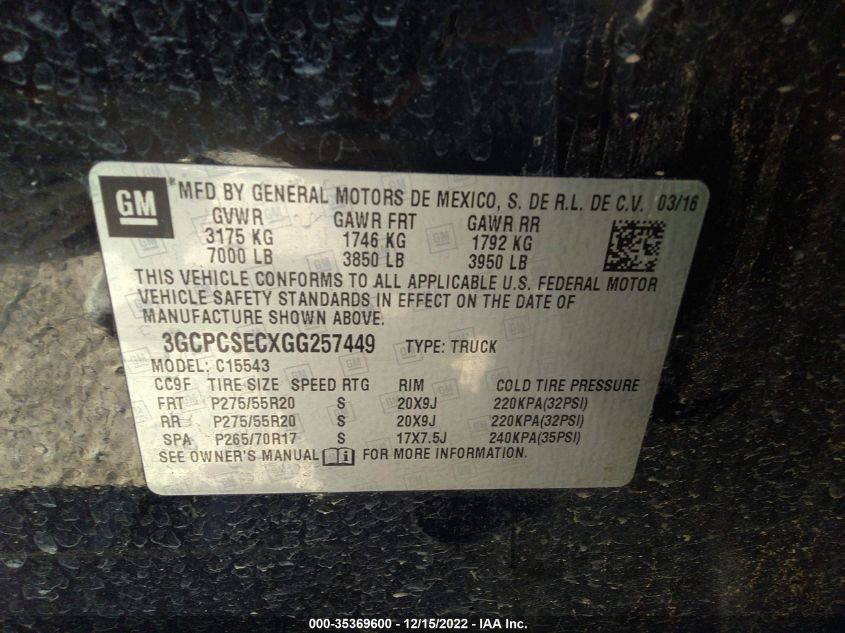 GM ® MFD BY GENERAL MOTORS DE MEXICO, S. DE R.L. DE C.V. 03/16
GVWR GAWR FRT GAWR RR
3175 KG 1746 KG 1792 KG
7000 LB 3850 LB 3950 LB
THIS VEHICLE CONFORMS TO ALL APPLICABLE U.S. FEDERAL MOTOR
VEHICLE SAFETY STANDARDS IN EFFECT ON THE DATE OF
MANUFACTURE SHOWN ABOVE.
3GCPCSECXGG257449 TYPE: TRUCK
MODEL: C15543
CC9F TIRE SIZE SPEED RTG RIM COLD TIRE PRESSURE
FRT P275/55R20 S 20X9J 220KPA(32PSI)
RR P275/55R20 S 20X9J 220KPA(32PSI)
SPA P265/70R17 S 17X7.5J 240KPA(35PSI)
SEE OWNER'S MANUAL FOR MORE INFORMATION.
000-35369600 - 12/15/2022 - IAA Inc.